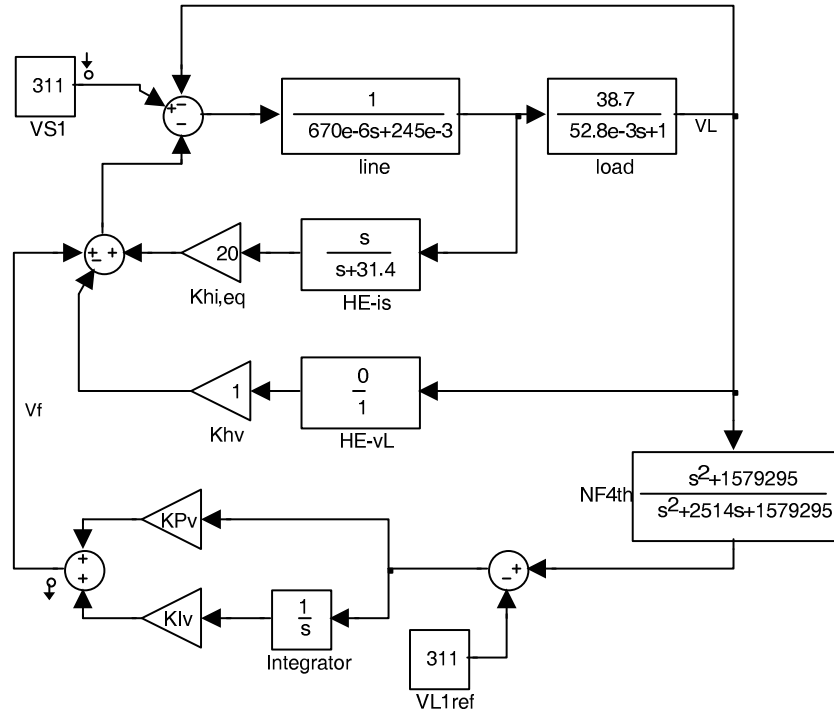 311
VS1
+
−
−
1
670e-6s+245e-3
line
38.7
52.8e-3s+1
load
VL
+
−
+
20
Khi,eq
s
s+31.4
HE-is
1
Khv
0
1
HE-vL
Vf
NF4th
s²+1579295
s²+2514s+1579295
KPv
+
+
KIv
1
s
Integrator
−
+
311
VL1ref